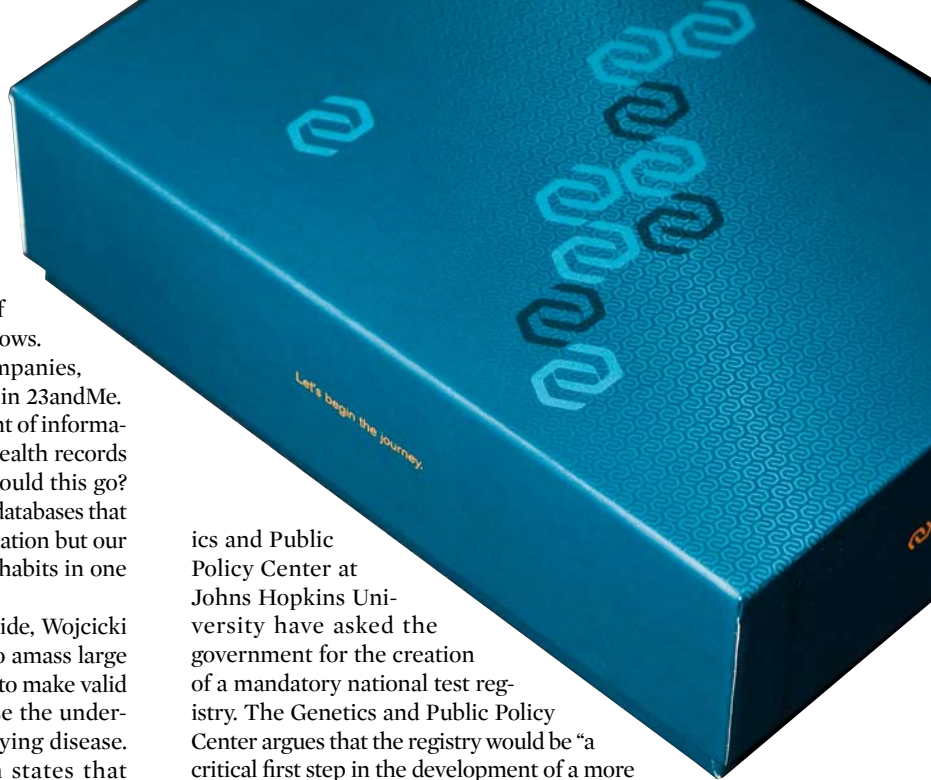 f
ows.
mpanies,
in 23andMe.
nt of informa-
ealth records
ould this go?
databases that
ation but our
habits in one
ide, Wojcicki
o amass large
to make valid
e the under-
ying disease.
n states that
Let's begin the journey.
ics and Public
Policy Center at
Johns Hopkins Uni-
versity have asked the
government for the creation
of a mandatory national test reg-
istry. The Genetics and Public Policy
Center argues that the registry would be “a
critical first step in the development of a more